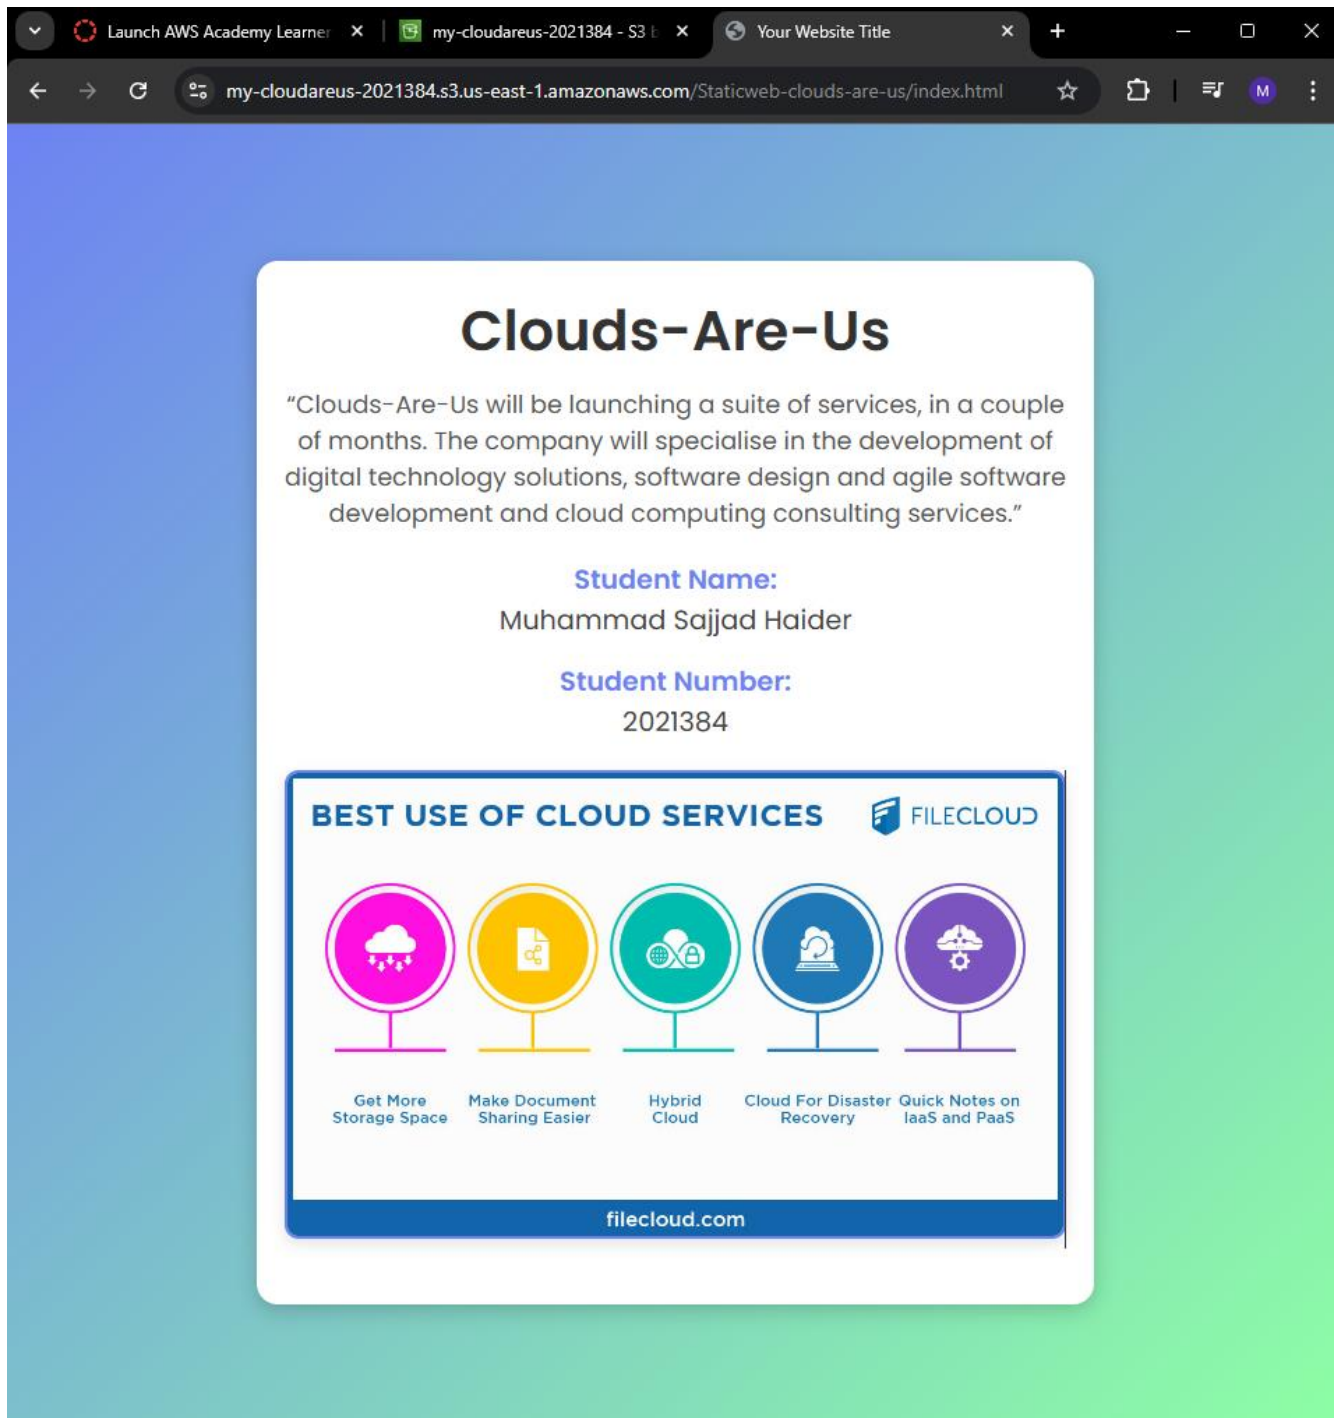 Launch AWS Academy Learner
my-cloudareus-2021384 - S3 b
Your Website Title
my-cloudareus-2021384.s3.us-east-1.amazonaws.com/Staticweb-clouds-are-us/index.html
M
Clouds-Are-Us
“Clouds-Are-Us will be launching a suite of services, in a couple
of months. The company will specialise in the development of
digital technology solutions, software design and agile software
development and cloud computing consulting services.”
Student Name:
Muhammad Sajjad Haider
Student Number:
2021384
BEST USE OF CLOUD SERVICES
FILECLOUD
Get More
Storage Space
Make Document
Sharing Easier
Hybrid
Cloud
Cloud For Disaster
Recovery
Quick Notes on
IaaS and PaaS
filecloud.com